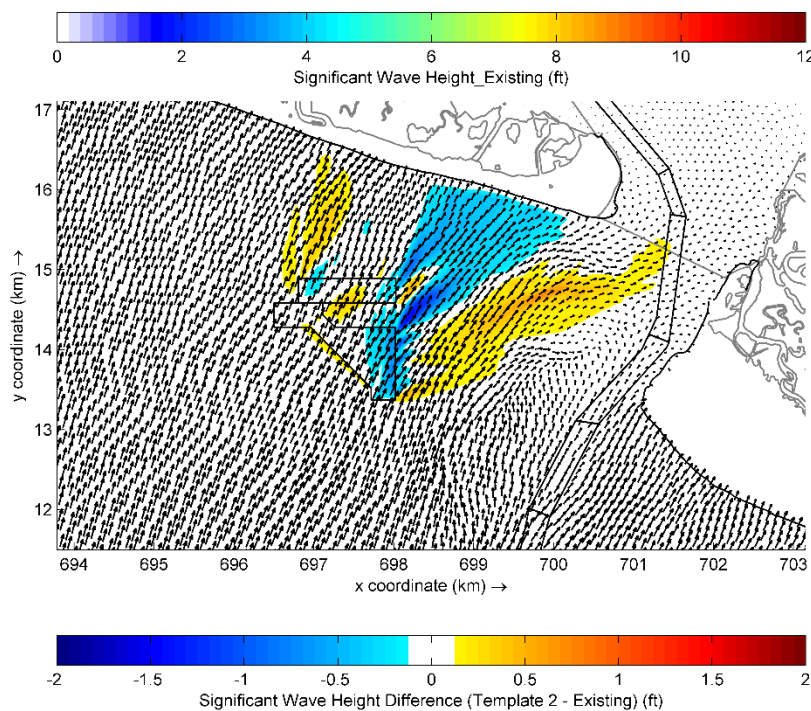 0 2 4 6 8 10 12
Significant Wave Height_Existing (ft)
17
16
15
14
13
12
y coordinate (km) →
694 695 696 697 698 699 700 701 702 703
x coordinate (km) →
-2 -1.5 -1 -0.5 0 0.5 1 1.5 2
Significant Wave Height Difference (Template 2 - Existing) (ft)